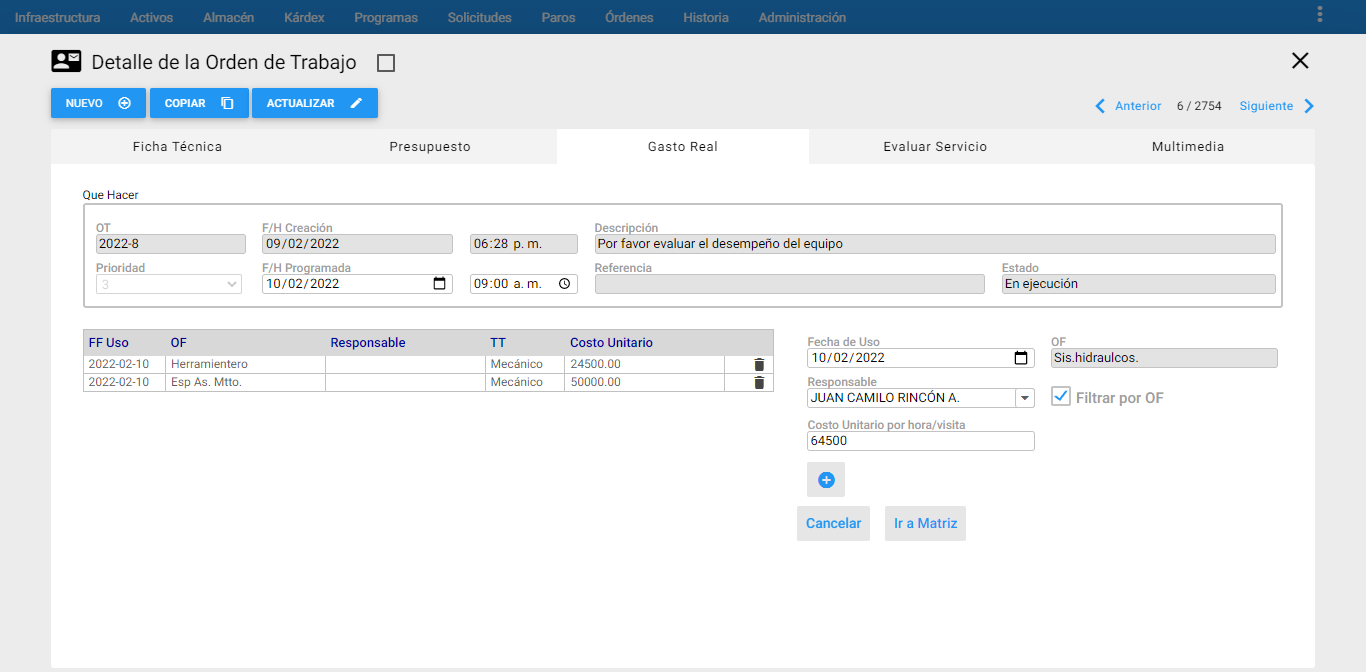 Infraestructura Activos Almacén Kárdex Programas Solicitudes Paros Órdenes Historia Administración
Detalle de la Orden de Trabajo
NUEVO COPIAR ACTUALIZAR
Anterior 6 / 2754 Siguiente
Ficha Técnica Presupuesto Gasto Real Evaluar Servicio Multimedia
Que Hacer
OT F/H Creación Descripción
2022-8 09/02/2022 06:28 p. m. Por favor evaluar el desempeño del equipo
Prioridad F/H Programada Referencia Estado
3 10/02/2022 09:00 a. m. En ejecución
FF Uso OF Responsable TT Costo Unitario
2022-02-10 Herramientero Mecánico 24500.00
2022-02-10 Esp As. Mtto. Mecánico 50000.00
Fecha de Uso OF
10/02/2022 Sis.hidraulcos.
Responsable
JUAN CAMILO RINCÓN A. Filtrar por OF
Costo Unitario por hora/visita
64500
Cancelar Ir a Matriz